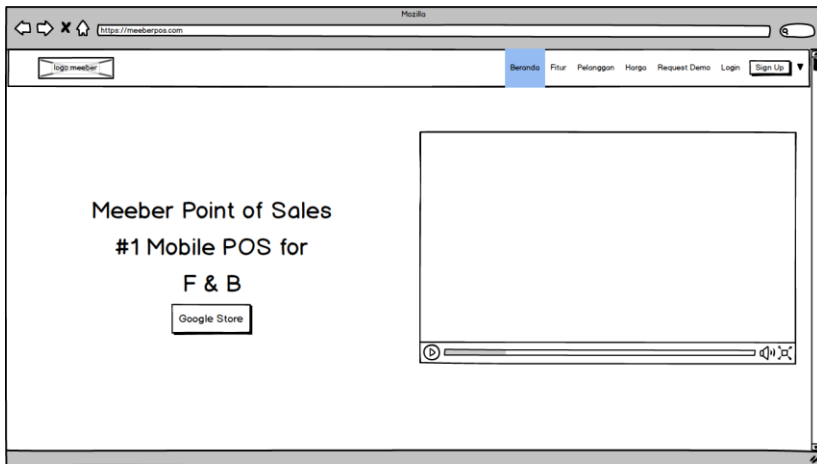 Mozilla
https://meeberpos.com
logo meeber
Beranda Fitur Pelanggan Harga Request Demo Login Sign Up
Meeber Point of Sales
#1 Mobile POS for
F & B
Google Store